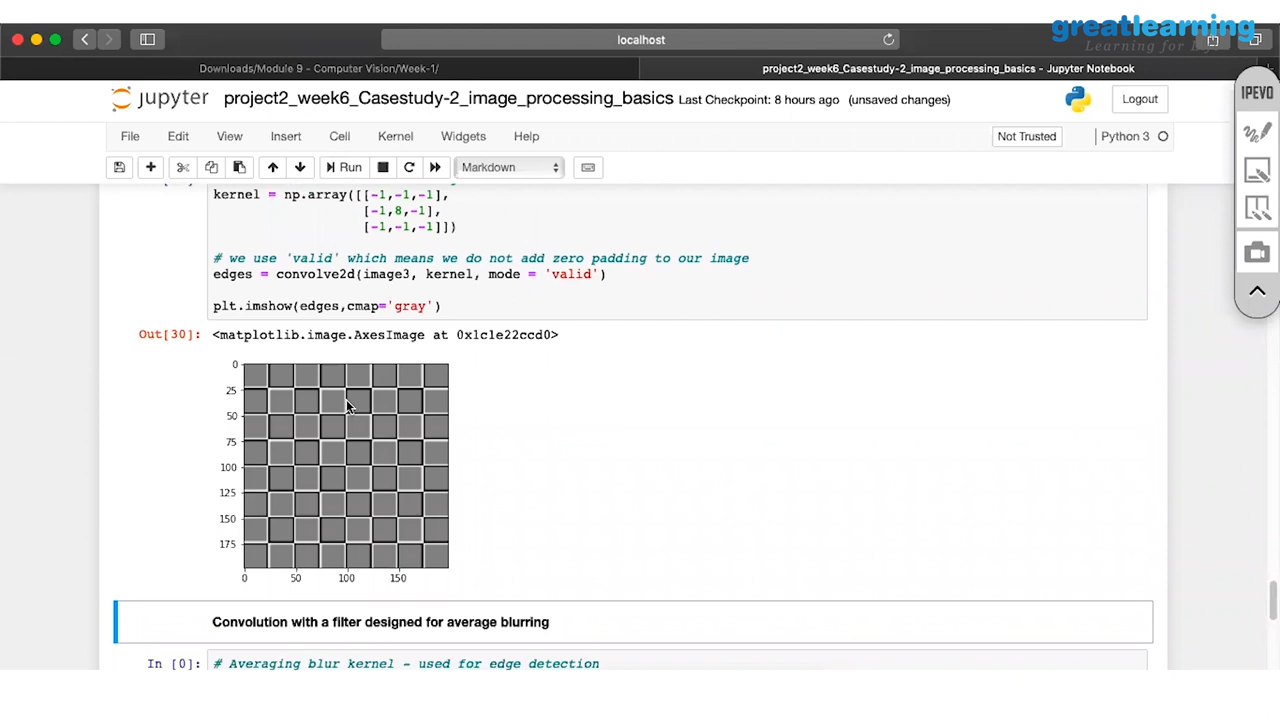 greatlearning
Learning for Life
localhost
Downloads/Module 9 - Computer Vision/Week-1/
project2_week6_Casestudy-2_image_processing_basics - Jupyter Notebook
IPEVO
jupyter project2_week6_Casestudy-2_image_processing_basics Last Checkpoint: 8 hours ago (unsaved changes)
Logout
File Edit View Insert Cell Kernel Widgets Help
Not Trusted
Python 3
Run
Markdown
kernel = np.array([[-1,-1,-1],
[-1,8,-1],
[-1,-1,-1]])
# we use 'valid' which means we do not add zero padding to our image
edges = convolve2d(image3, kernel, mode = 'valid')
plt.imshow(edges,cmap='gray')
Out[30]: <matplotlib.image.AxesImage at 0x1c1e22ccd0>
0
25
50
75
100
125
150
175
0 50 100 150
Convolution with a filter designed for average blurring
In [0]: # Averaging blur kernel - used for edge detection